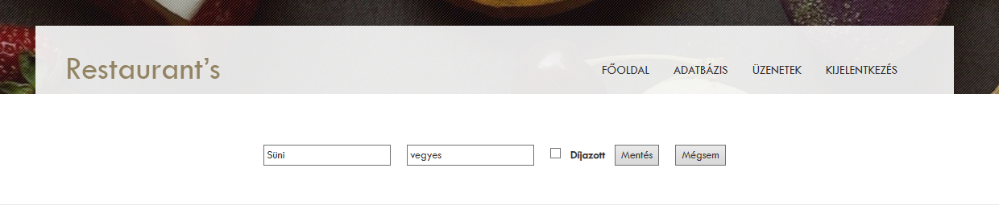 Restaurant's
FŐOLDAL ADATBÁZIS ÜZENETEK KIJELENTKEZÉS
Süni vegyes Díjazott Mentés Mégsem